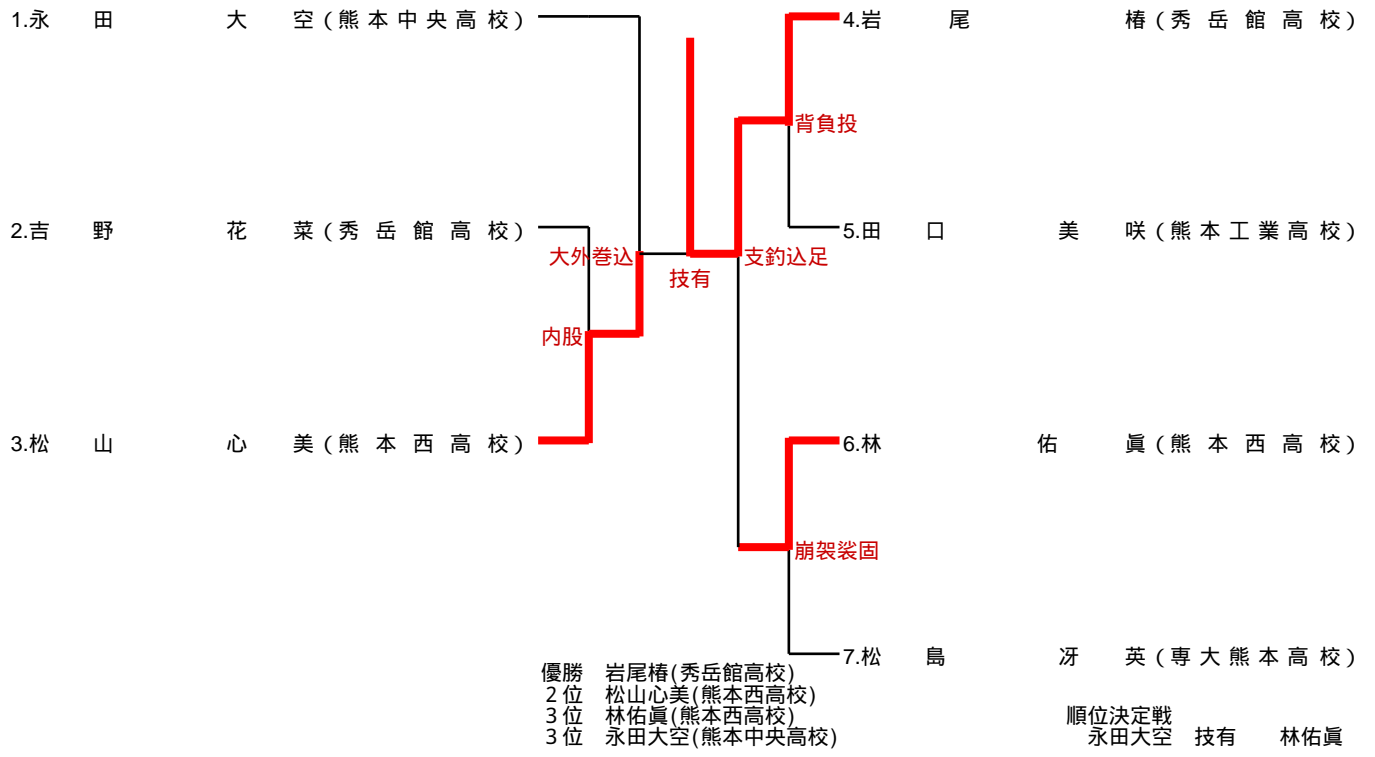 1.永田 大空(熊本中央高校)
4.岩尾 椿(秀岳館高校)
背負投
2.吉野 花菜(秀岳館高校)
5.田口 美咲(熊本工業高校)
大外巻込
支釣込足
技有
内股
3.松山 心美(熊本西高校)
6.林 佑眞(熊本西高校)
崩袈裟固
7.松島 冴英(専大熊本高校)
優勝 岩尾椿(秀岳館高校)
2位 松山心美(熊本西高校)
3位 林佑眞(熊本西高校) 順位決定戦
3位 永田大空(熊本中央高校) 永田大空 技有 林佑眞